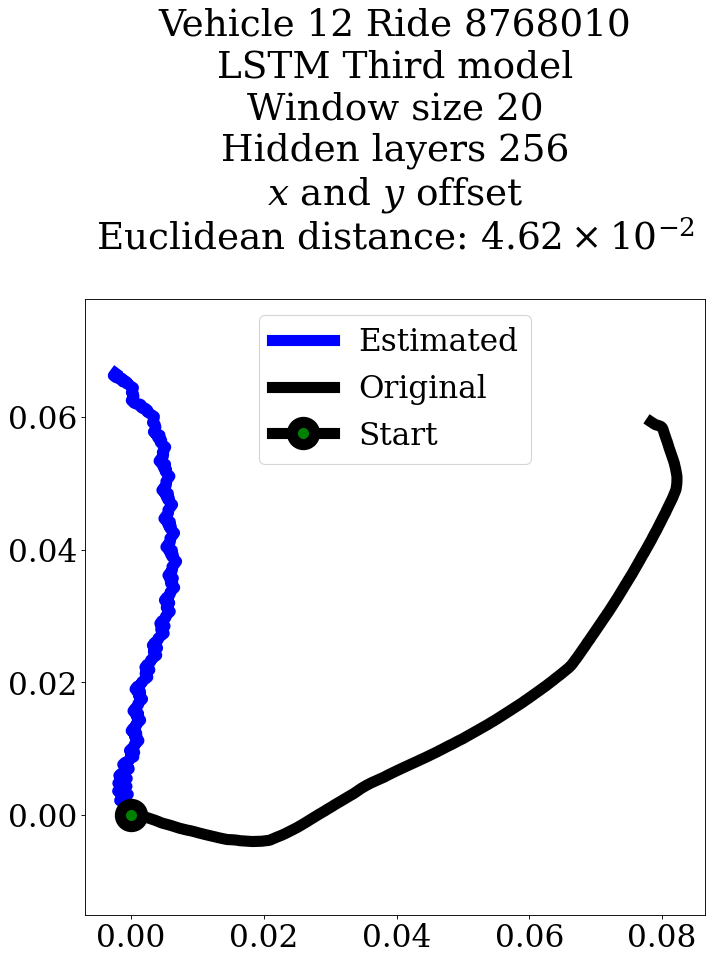 Vehicle 12 Ride 8768010
LSTM Third model
Window size 20
Hidden layers 256
x and y offset
Euclidean distance: 4.62 × 10⁻²
Estimated
Original
Start
0.06
0.04
0.02
0.00
0.00 0.02 0.04 0.06 0.08